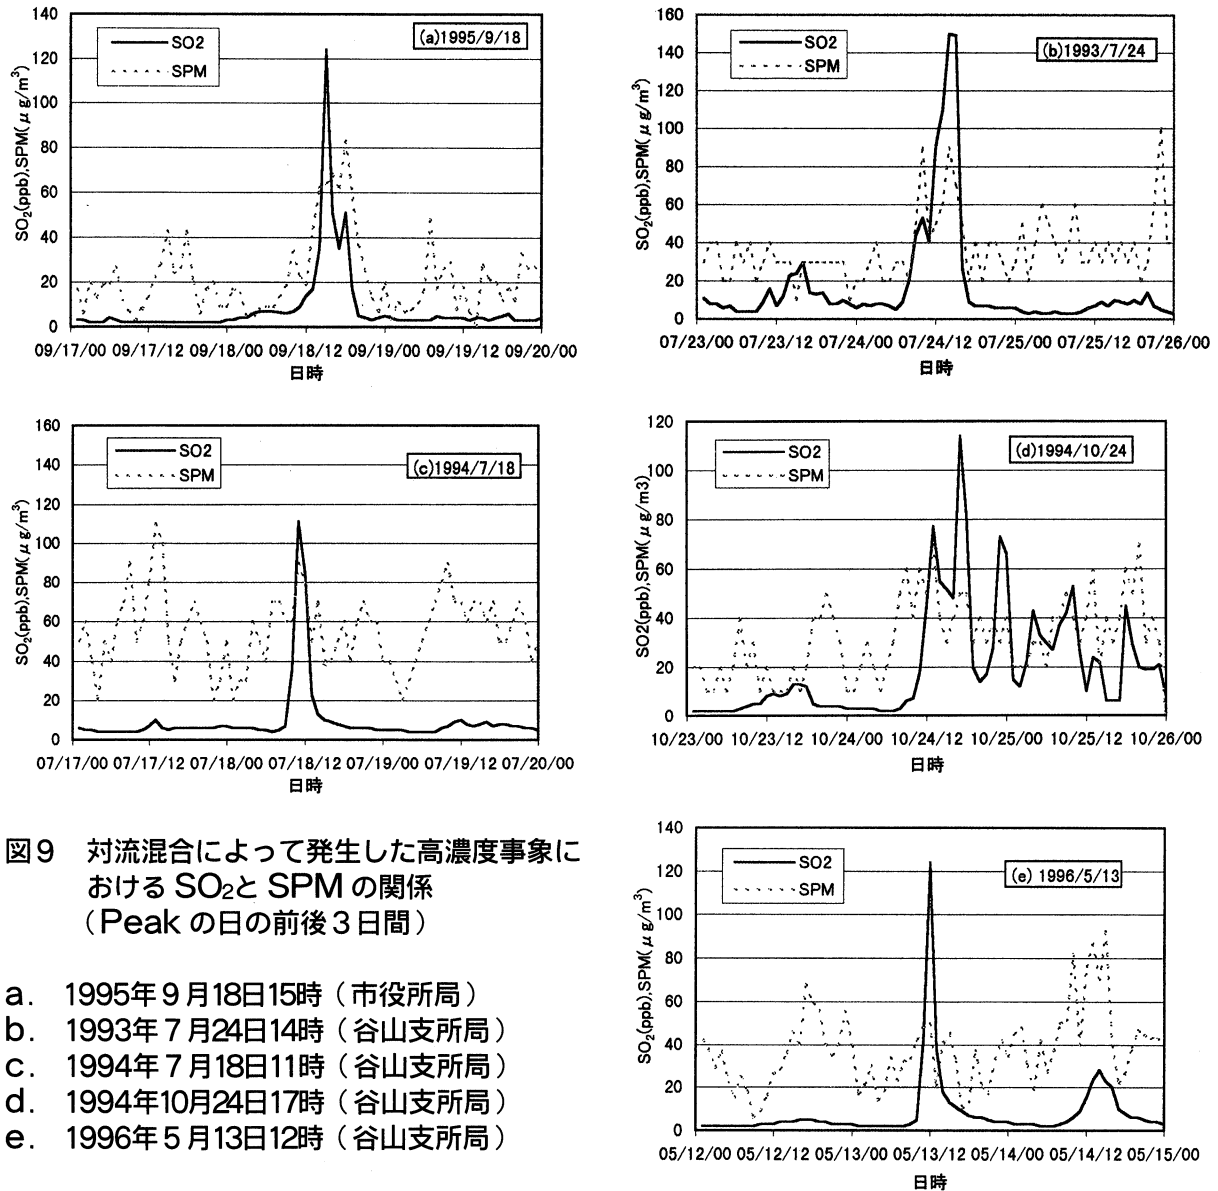 140
120
100
80
60
40
20
0
SO2(ppb),SPM(μg/m³)
SO2
SPM
(a)1995/9/18
09/17/00 09/17/12 09/18/00 09/18/12 09/19/00 09/19/12 09/20/00
日時
160
140
120
100
80
60
40
20
0
SO2(ppb),SPM(μg/m³)
SO2
SPM
(b)1993/7/24
07/23/00 07/23/12 07/24/00 07/24/12 07/25/00 07/25/12 07/26/00
日時
160
140
120
100
80
60
40
20
0
SO2(ppb),SPM(μg/m³)
SO2
SPM
(c)1994/7/18
07/17/00 07/17/12 07/18/00 07/18/12 07/19/00 07/19/12 07/20/00
日時
120
100
80
60
40
20
0
SO2(ppb),SPM(μg/m3)
SO2
SPM
(d)1994/10/24
10/23/00 10/23/12 10/24/00 10/24/12 10/25/00 10/25/12 10/26/00
日時
図9 対流混合によって発生した高濃度事象に
おけるSO2とSPMの関係
(Peakの日の前後3日間)
a. 1995年9月18日15時(市役所局)
b. 1993年7月24日14時(谷山支所局)
c. 1994年7月18日11時(谷山支所局)
d. 1994年10月24日17時(谷山支所局)
e. 1996年5月13日12時(谷山支所局)
140
120
100
80
60
40
20
0
SO2(ppb),SPM(μg/m³)
SO2
SPM
(e) 1996/5/13
05/12/00 05/12/12 05/13/00 05/13/12 05/14/00 05/14/12 05/15/00
日時